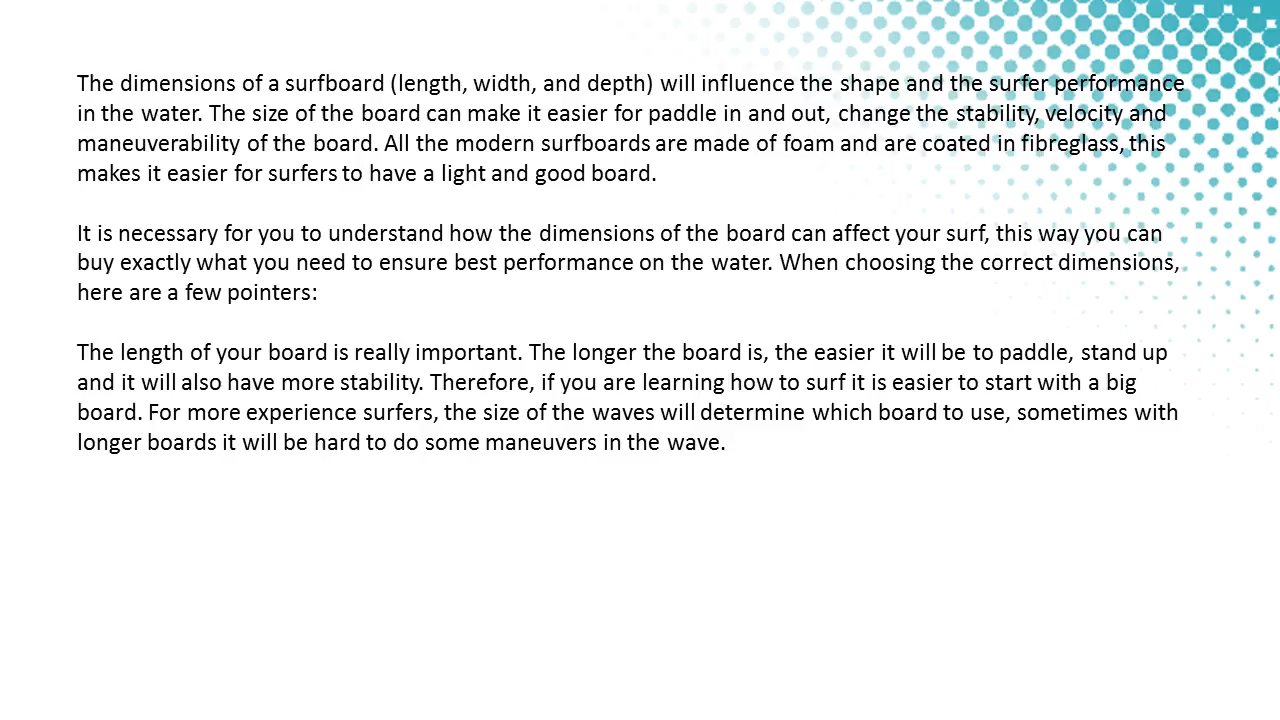 The dimensions of a surfboard (length, width, and depth) will influence the shape and the surfer performance
in the water. The size of the board can make it easier for paddle in and out, change the stability, velocity and
maneuverability of the board. All the modern surfboards are made of foam and are coated in fibreglass, this
makes it easier for surfers to have a light and good board.
It is necessary for you to understand how the dimensions of the board can affect your surf, this way you can
buy exactly what you need to ensure best performance on the water. When choosing the correct dimensions,
here are a few pointers:
The length of your board is really important. The longer the board is, the easier it will be to paddle, stand up
and it will also have more stability. Therefore, if you are learning how to surf it is easier to start with a big
board. For more experience surfers, the size of the waves will determine which board to use, sometimes with
longer boards it will be hard to do some maneuvers in the wave.